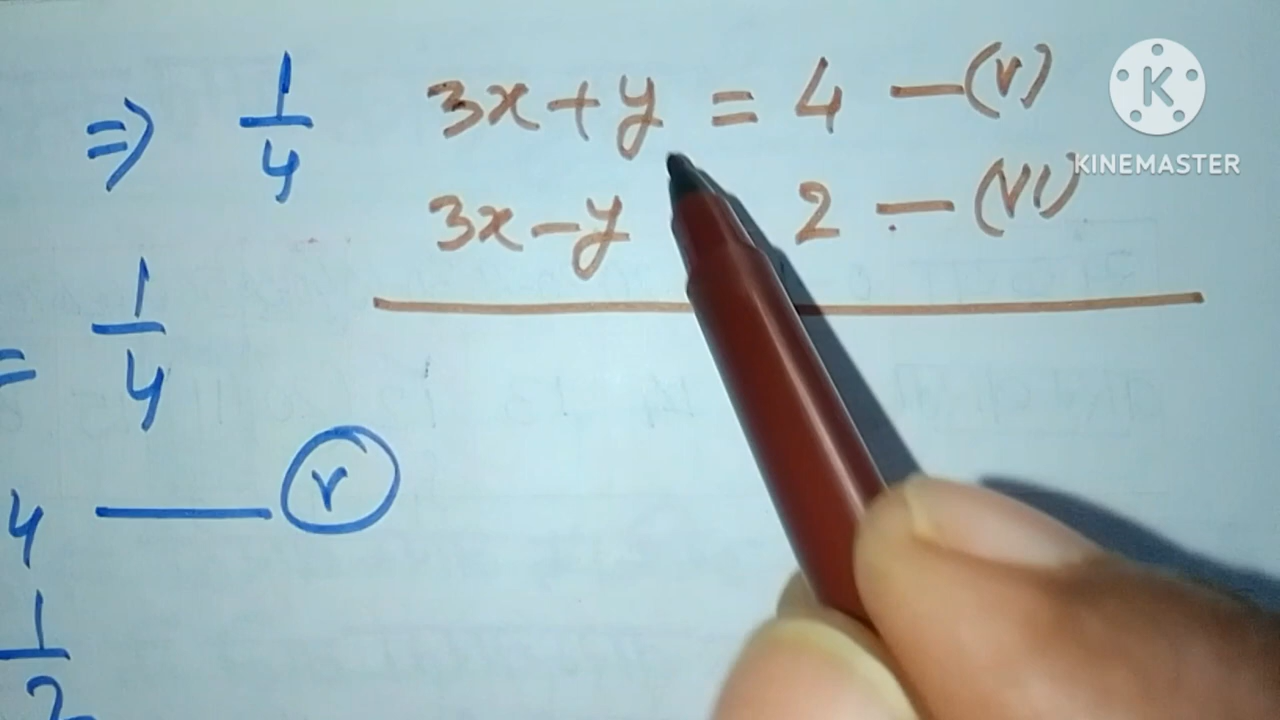 ⇒ 1/4
3x + y = 4 — (V)
3x - y 2 — (VI)
= 1/4
4 — (V)
1/2
K
KINEMASTER